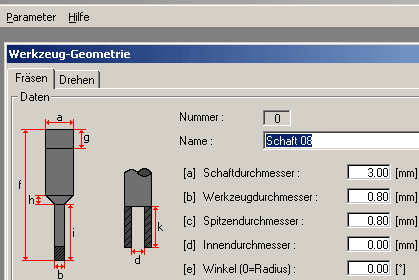 Parameter Hilfe
Werkzeug-Geometrie
Fräsen Drehen
Daten
a
g
f
h
i
b
k
d
Nummer : 0
Name : Schaft 08
[a] Schaftdurchmesser : 3.00 [mm]
[b] Werkzeugdurchmesser : 0.80 [mm]
[c] Spitzendurchmesser : 0.80 [mm]
[d] Innendurchmesser : 0.00 [mm]
[e] Winkel (0=Radius) : 0.00 [°]